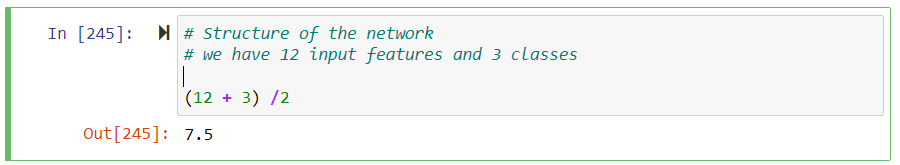 In [245]:
# Structure of the network
# we have 12 input features and 3 classes
(12 + 3) /2
Out[245]: 7.5